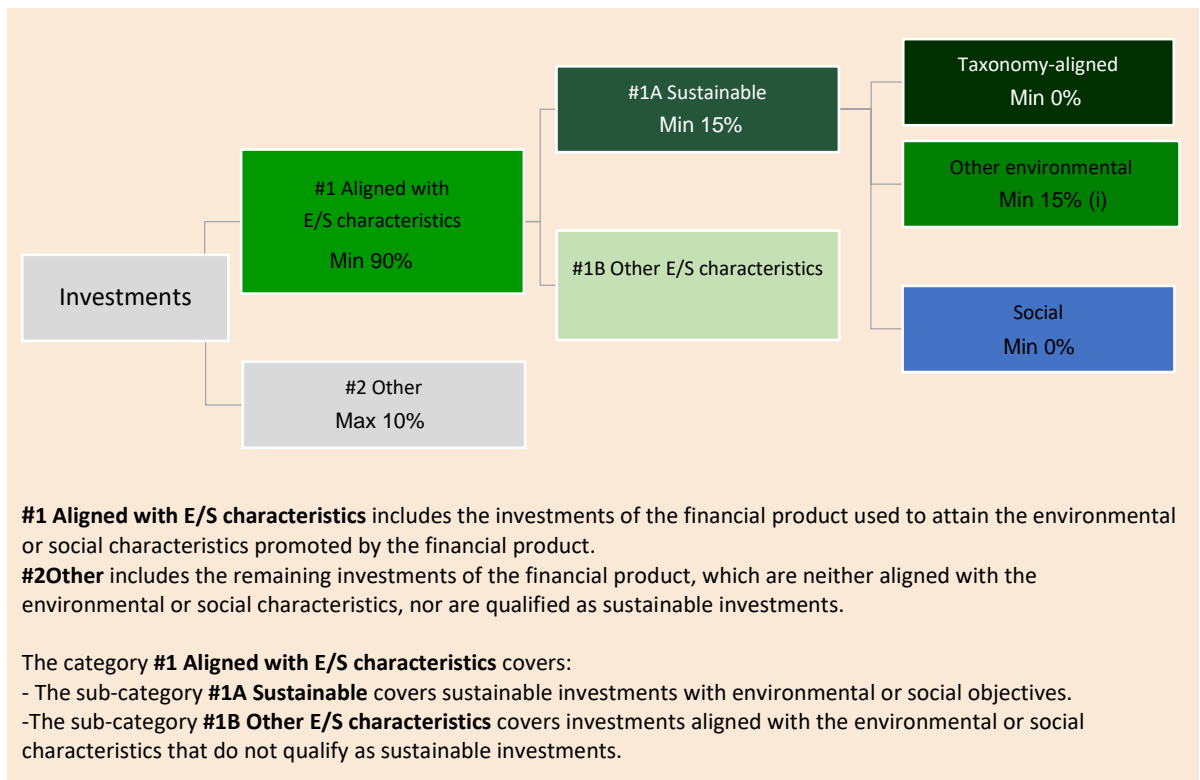 Taxonomy-aligned
Min 0%
#1A Sustainable
Min 15%
Other environmental
Min 15% (i)
#1 Aligned with
E/S characteristics
Min 90%
#1B Other E/S characteristics
Investments
Social
Min 0%
#2 Other
Max 10%
#1 Aligned with E/S characteristics includes the investments of the financial product used to attain the environmental
or social characteristics promoted by the financial product.
#2Other includes the remaining investments of the financial product, which are neither aligned with the
environmental or social characteristics, nor are qualified as sustainable investments.
The category #1 Aligned with E/S characteristics covers:
- The sub-category #1A Sustainable covers sustainable investments with environmental or social objectives.
-The sub-category #1B Other E/S characteristics covers investments aligned with the environmental or social
characteristics that do not qualify as sustainable investments.